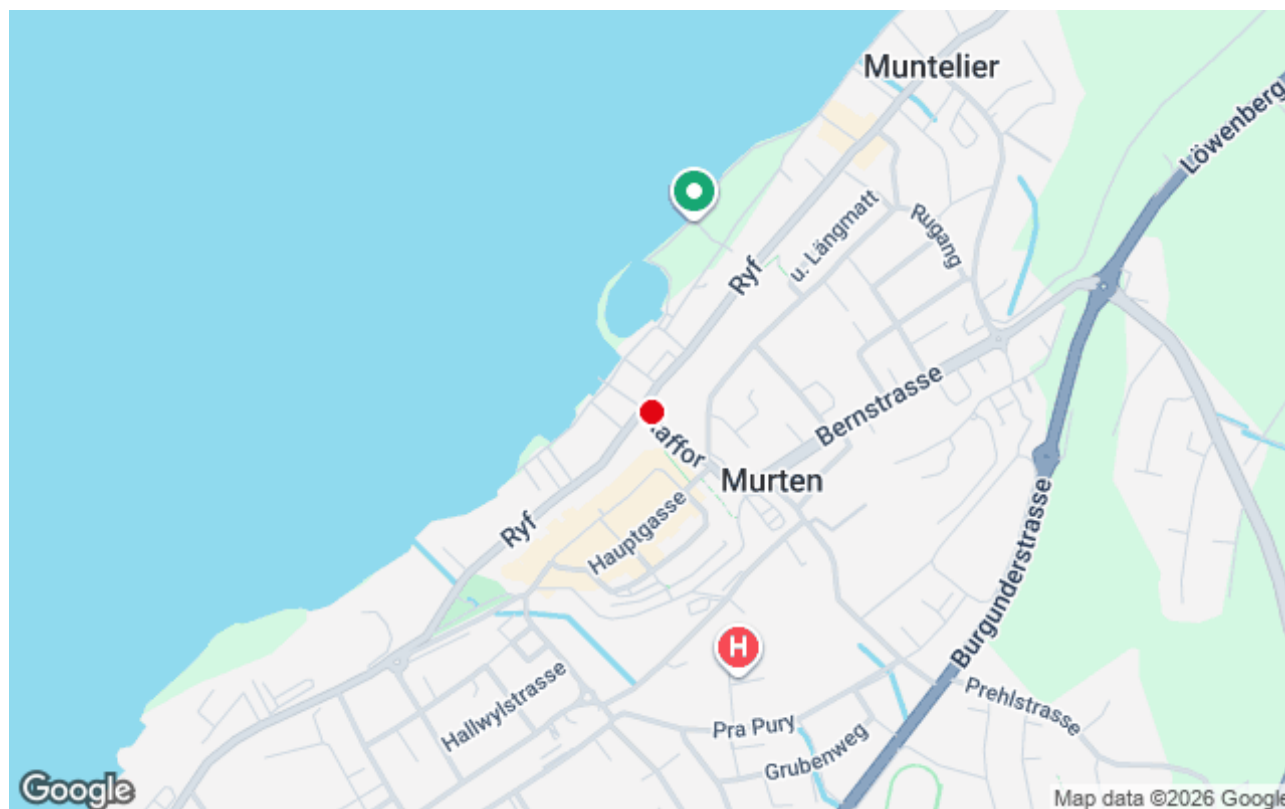 Muntelier
Löwenberg
u. Längmatt
Rugang
Ryf
Bernstrasse
Murten
Ryf
Hauptgasse
Burgunderstrasse
H
Hallwylstrasse
Pra Pury
Prehlstrasse
Grubenweg
Google
Map data ©2026 Google